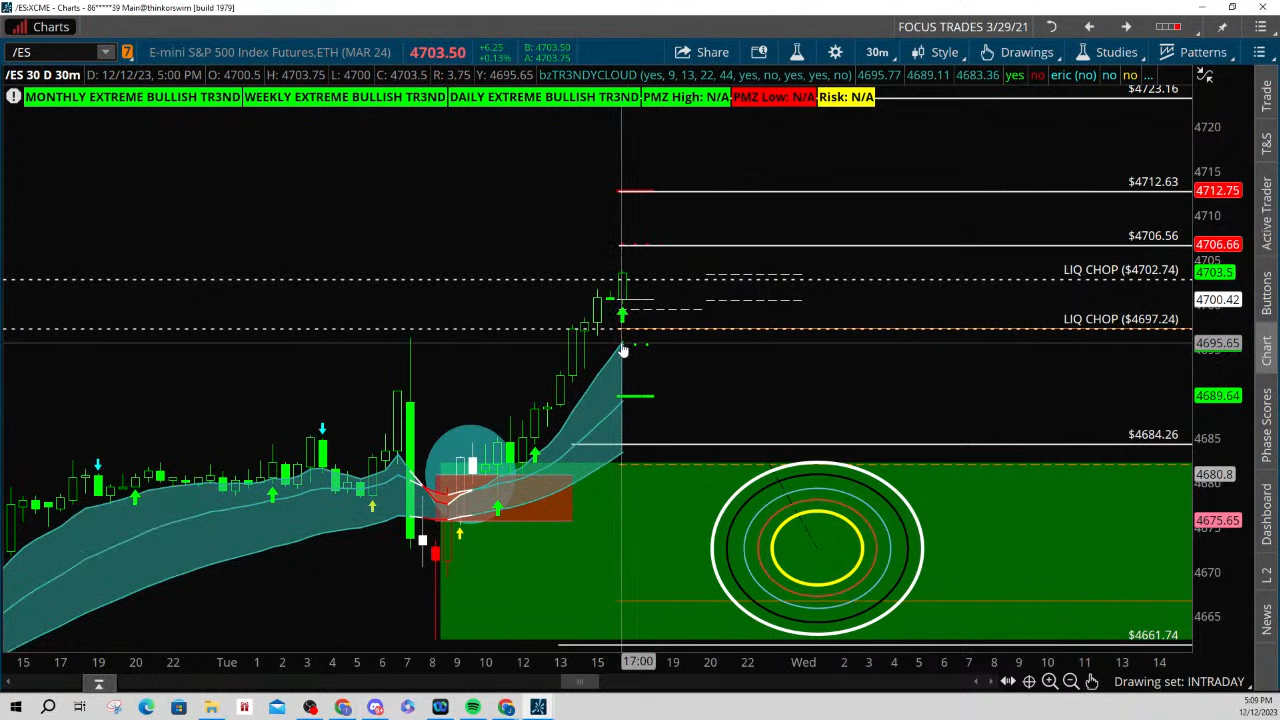 /ES:XCME - Charts - 86*****39 Main@thinkorswim [build 1979]
Charts
FOCUS TRADES 3/29/21
/ES
7
E-mini S&P 500 Index Futures,ETH (MAR 24)
4703.50
+6.25
+0.13%
B: 4703.50
A: 4703.50
Share
30m
Style
Drawings
Studies
Patterns
/ES 30 D 30m
D: 12/12/23, 5:00 PM
O: 4700.5
H: 4703.75
L: 4700
C: 4703.5
R: 3.75
Y: 4695.65
bzTR3NDYCLOUD (yes, 9, 13, 22, 44, yes, no, yes, yes, no)
4695.77
4689.11
4683.36
yes
no
eric (no)
no
no
...
MONTHLY EXTREME BULLISH TR3ND
WEEKLY EXTREME BULLISH TR3ND
DAILY EXTREME BULLISH TR3ND
PMZ High: N/A
PMZ Low: N/A
Risk: N/A
$4723.16
4720
4715
$4712.63
4712.75
4710
$4706.56
4706.66
4705
LIQ CHOP ($4702.74)
4703.5
4700.42
LIQ CHOP ($4697.24)
4695.65
4689.64
$4684.26
4685
4680.8
4680
4675.65
4670
4665
$4661.74
15 17 19 22 Tue 1 2 3 4 5 6 7 8 9 10 12 13 15 17:00 19 20 22 Wed 2 3 4 5 6 7 8 9 10 11 12 14
Drawing set: INTRADAY
Trade
T&S
Active Trader
Buttons
Chart
Phase Scores
Dashboard
L 2
News
5:09 PM
12/12/2023